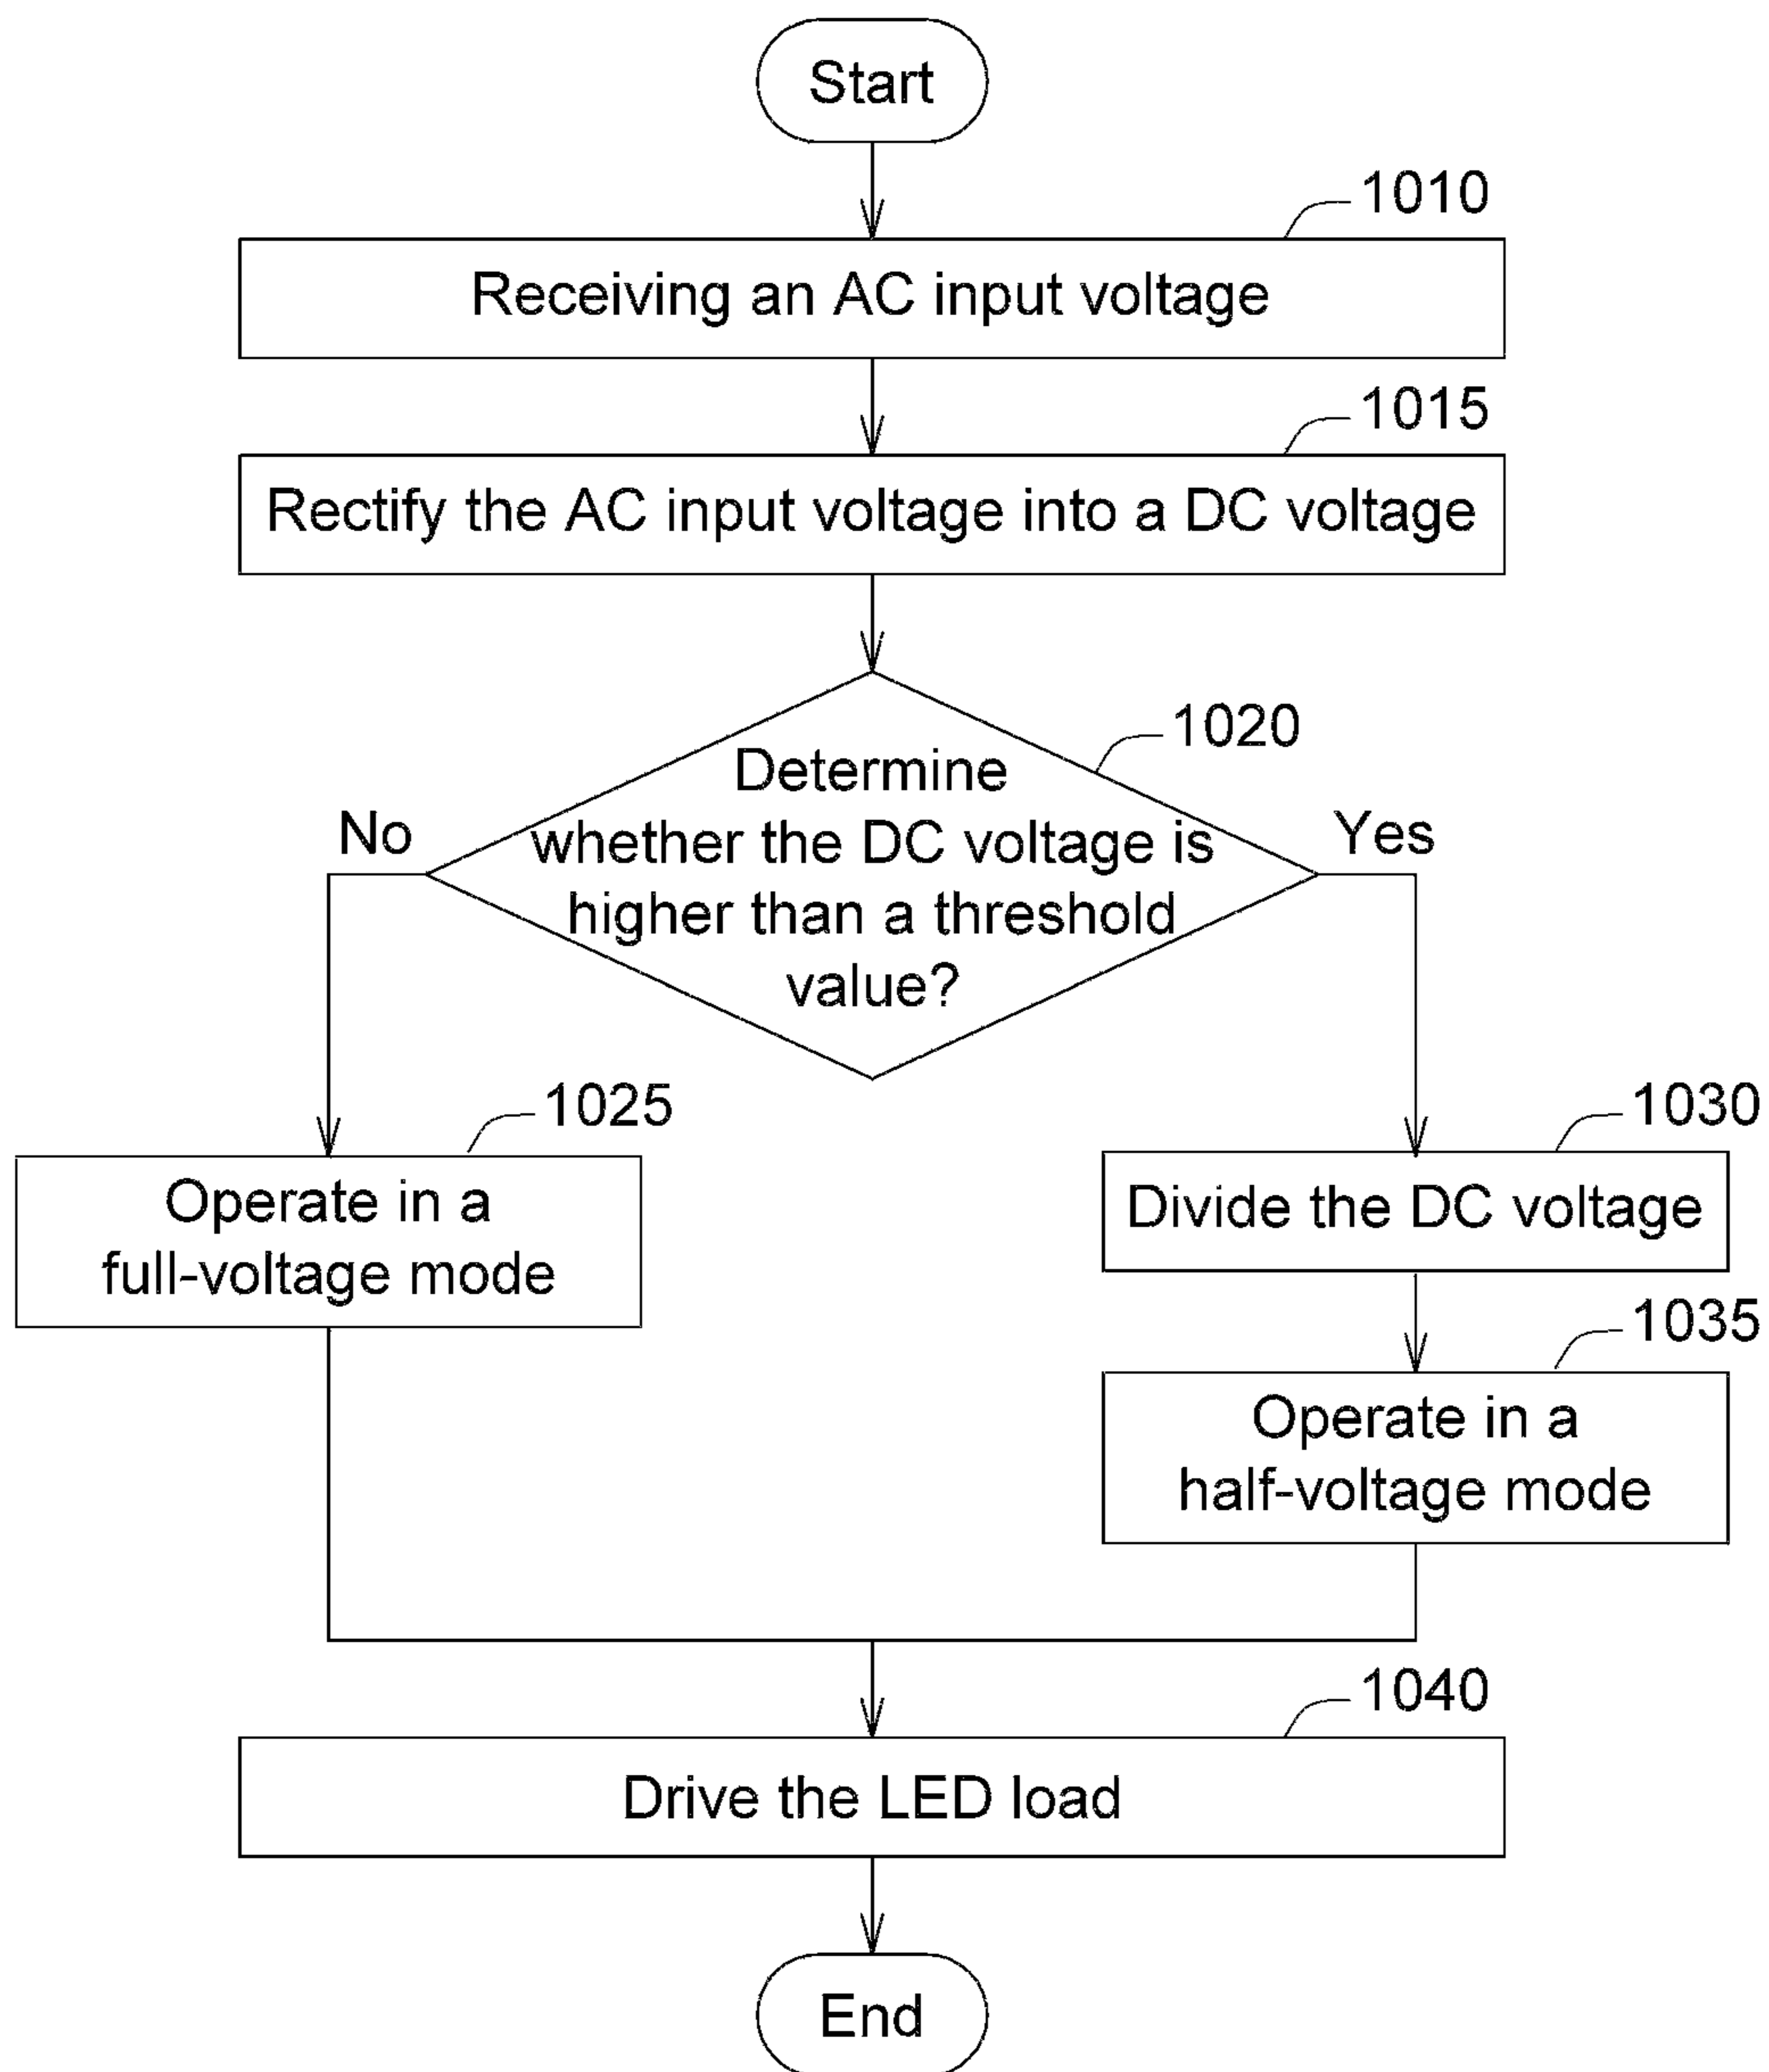 Start
1010
Receiving an AC input voltage
1015
Rectify the AC input voltage into a DC voltage
1020
Determine
whether the DC voltage is
higher than a threshold
value?
No
Yes
1025
Operate in a
full-voltage mode
1030
Divide the DC voltage
1035
Operate in a
half-voltage mode
1040
Drive the LED load
End